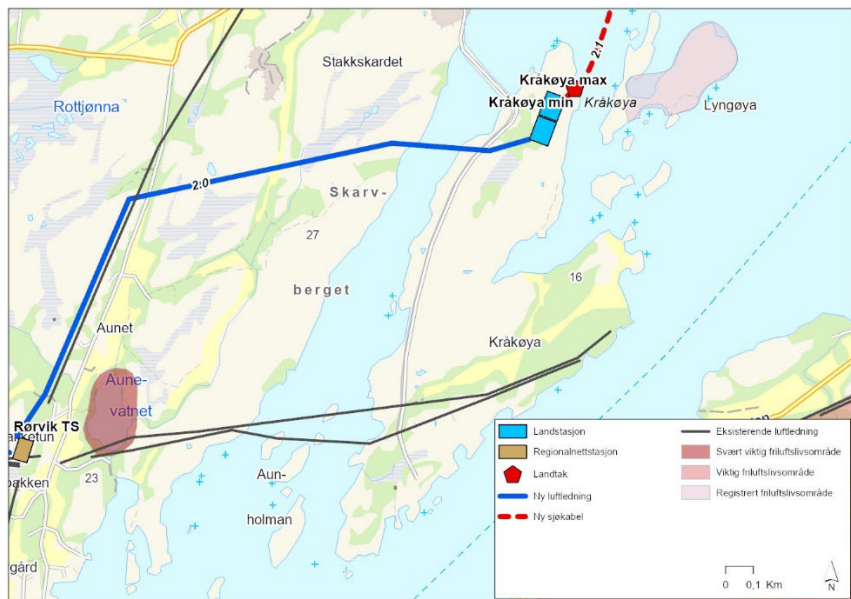 2:1
Stakkskardet
Kråkøya max
Kråkøya min
Kråkøya
Lyngøya
Rottjønna
2:0
Skarv-
27
berget
16
Aunet
Kråkøya
Aune-
vatnet
Rørvik TS
23
Aun-
holman
Landstasjon
Regionalnettstasjon
Landtak
Ny luftledning
Ny sjøkabel
Eksisterende luftledning
Svært viktig friluftslivsområde
Viktig friluftslivsområde
Registrert friluftslivsområde
0 0,1 Km
N